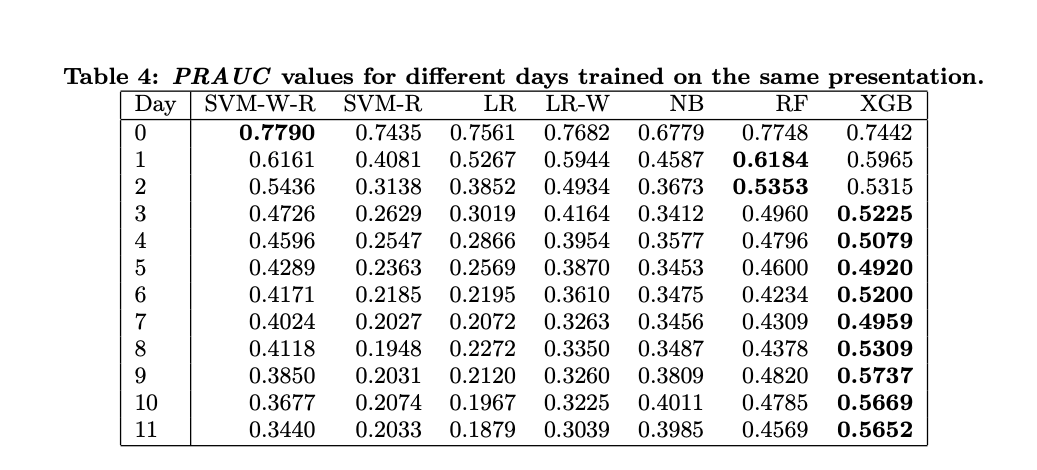 Table 4: PRAUC values for different days trained on the same presentation.
Day SVM-W-R SVM-R LR LR-W NB RF XGB
0 0.7790 0.7435 0.7561 0.7682 0.6779 0.7748 0.7442
1 0.6161 0.4081 0.5267 0.5944 0.4587 0.6184 0.5965
2 0.5436 0.3138 0.3852 0.4934 0.3673 0.5353 0.5315
3 0.4726 0.2629 0.3019 0.4164 0.3412 0.4960 0.5225
4 0.4596 0.2547 0.2866 0.3954 0.3577 0.4796 0.5079
5 0.4289 0.2363 0.2569 0.3870 0.3453 0.4600 0.4920
6 0.4171 0.2185 0.2195 0.3610 0.3475 0.4234 0.5200
7 0.4024 0.2027 0.2072 0.3263 0.3456 0.4309 0.4959
8 0.4118 0.1948 0.2272 0.3350 0.3487 0.4378 0.5309
9 0.3850 0.2031 0.2120 0.3260 0.3809 0.4820 0.5737
10 0.3677 0.2074 0.1967 0.3225 0.4011 0.4785 0.5669
11 0.3440 0.2033 0.1879 0.3039 0.3985 0.4569 0.5652